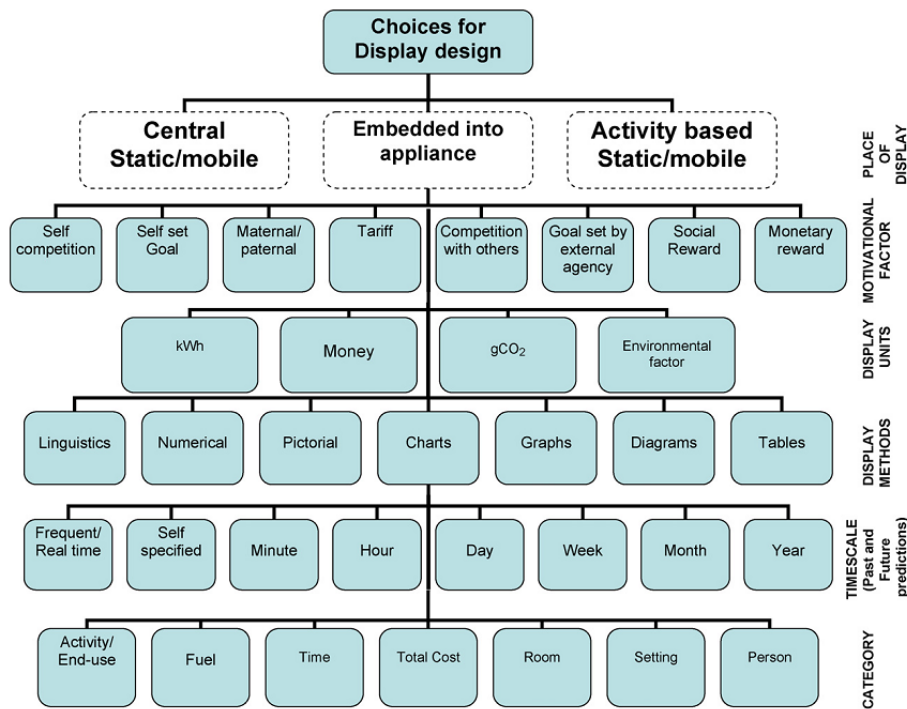 Choices for
Display design
Central
Static/mobile
Embedded into
appliance
Activity based
Static/mobile
PLACE
OF
DISPLAY
Self
competition
Self set
Goal
Maternal/
paternal
Tariff
Competition
with others
Goal set by
external
agency
Social
Reward
Monetary
reward
MOTIVATIONAL
FACTOR
kWh
Money
gCO₂
Environmental
factor
DISPLAY
UNITS
Linguistics
Numerical
Pictorial
Charts
Graphs
Diagrams
Tables
DISPLAY
METHODS
Frequent/
Real time
Self
specified
Minute
Hour
Day
Week
Month
Year
TIMESCALE
(Past and
Future
predictions)
Activity/
End-use
Fuel
Time
Total Cost
Room
Setting
Person
CATEGORY